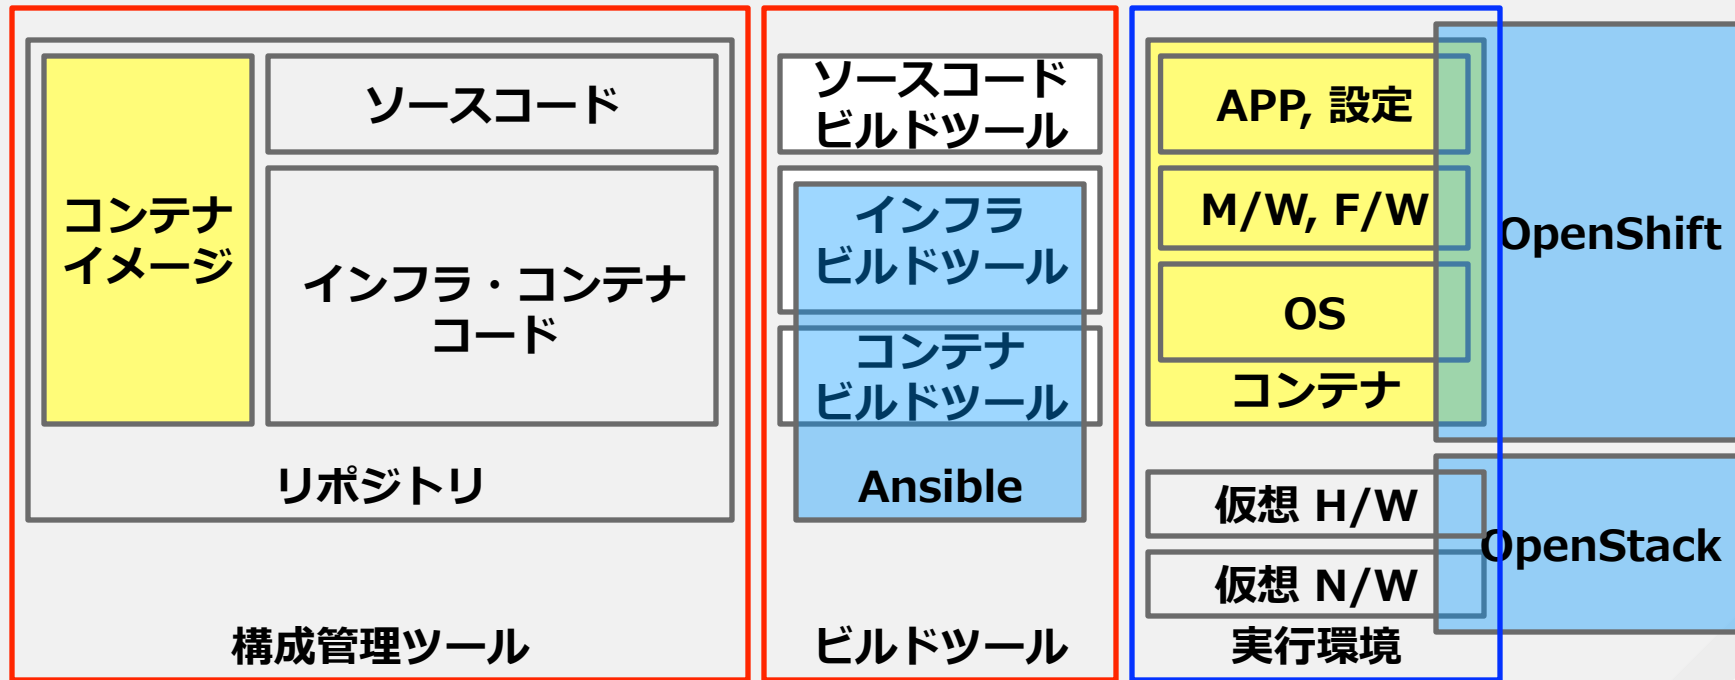 コンテナ
イメージ
ソースコード
インフラ・コンテナ
コード
リポジトリ
構成管理ツール
ソースコード
ビルドツール
インフラ
ビルドツール
コンテナ
ビルドツール
Ansible
ビルドツール
APP, 設定
M/W, F/W
OS
コンテナ
OpenShift
仮想 H/W
仮想 N/W
OpenStack
実行環境